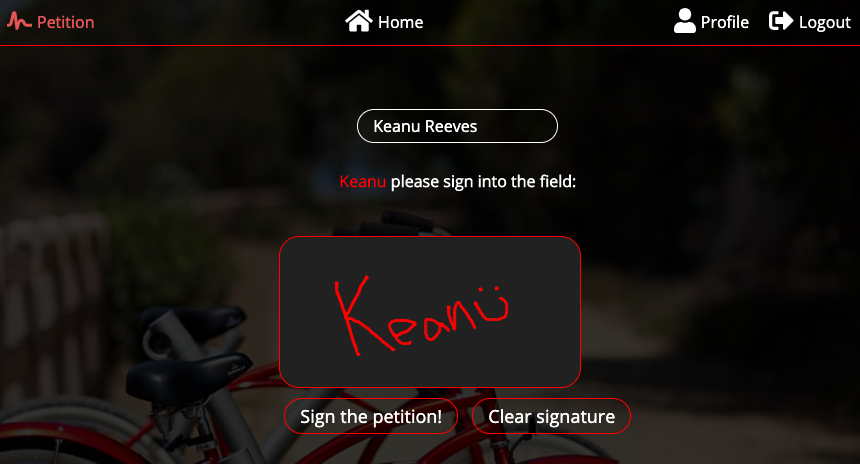 Petition
Home
Profile
Logout
Keanu Reeves
Keanu please sign into the field:
Keanü
Sign the petition!
Clear signature